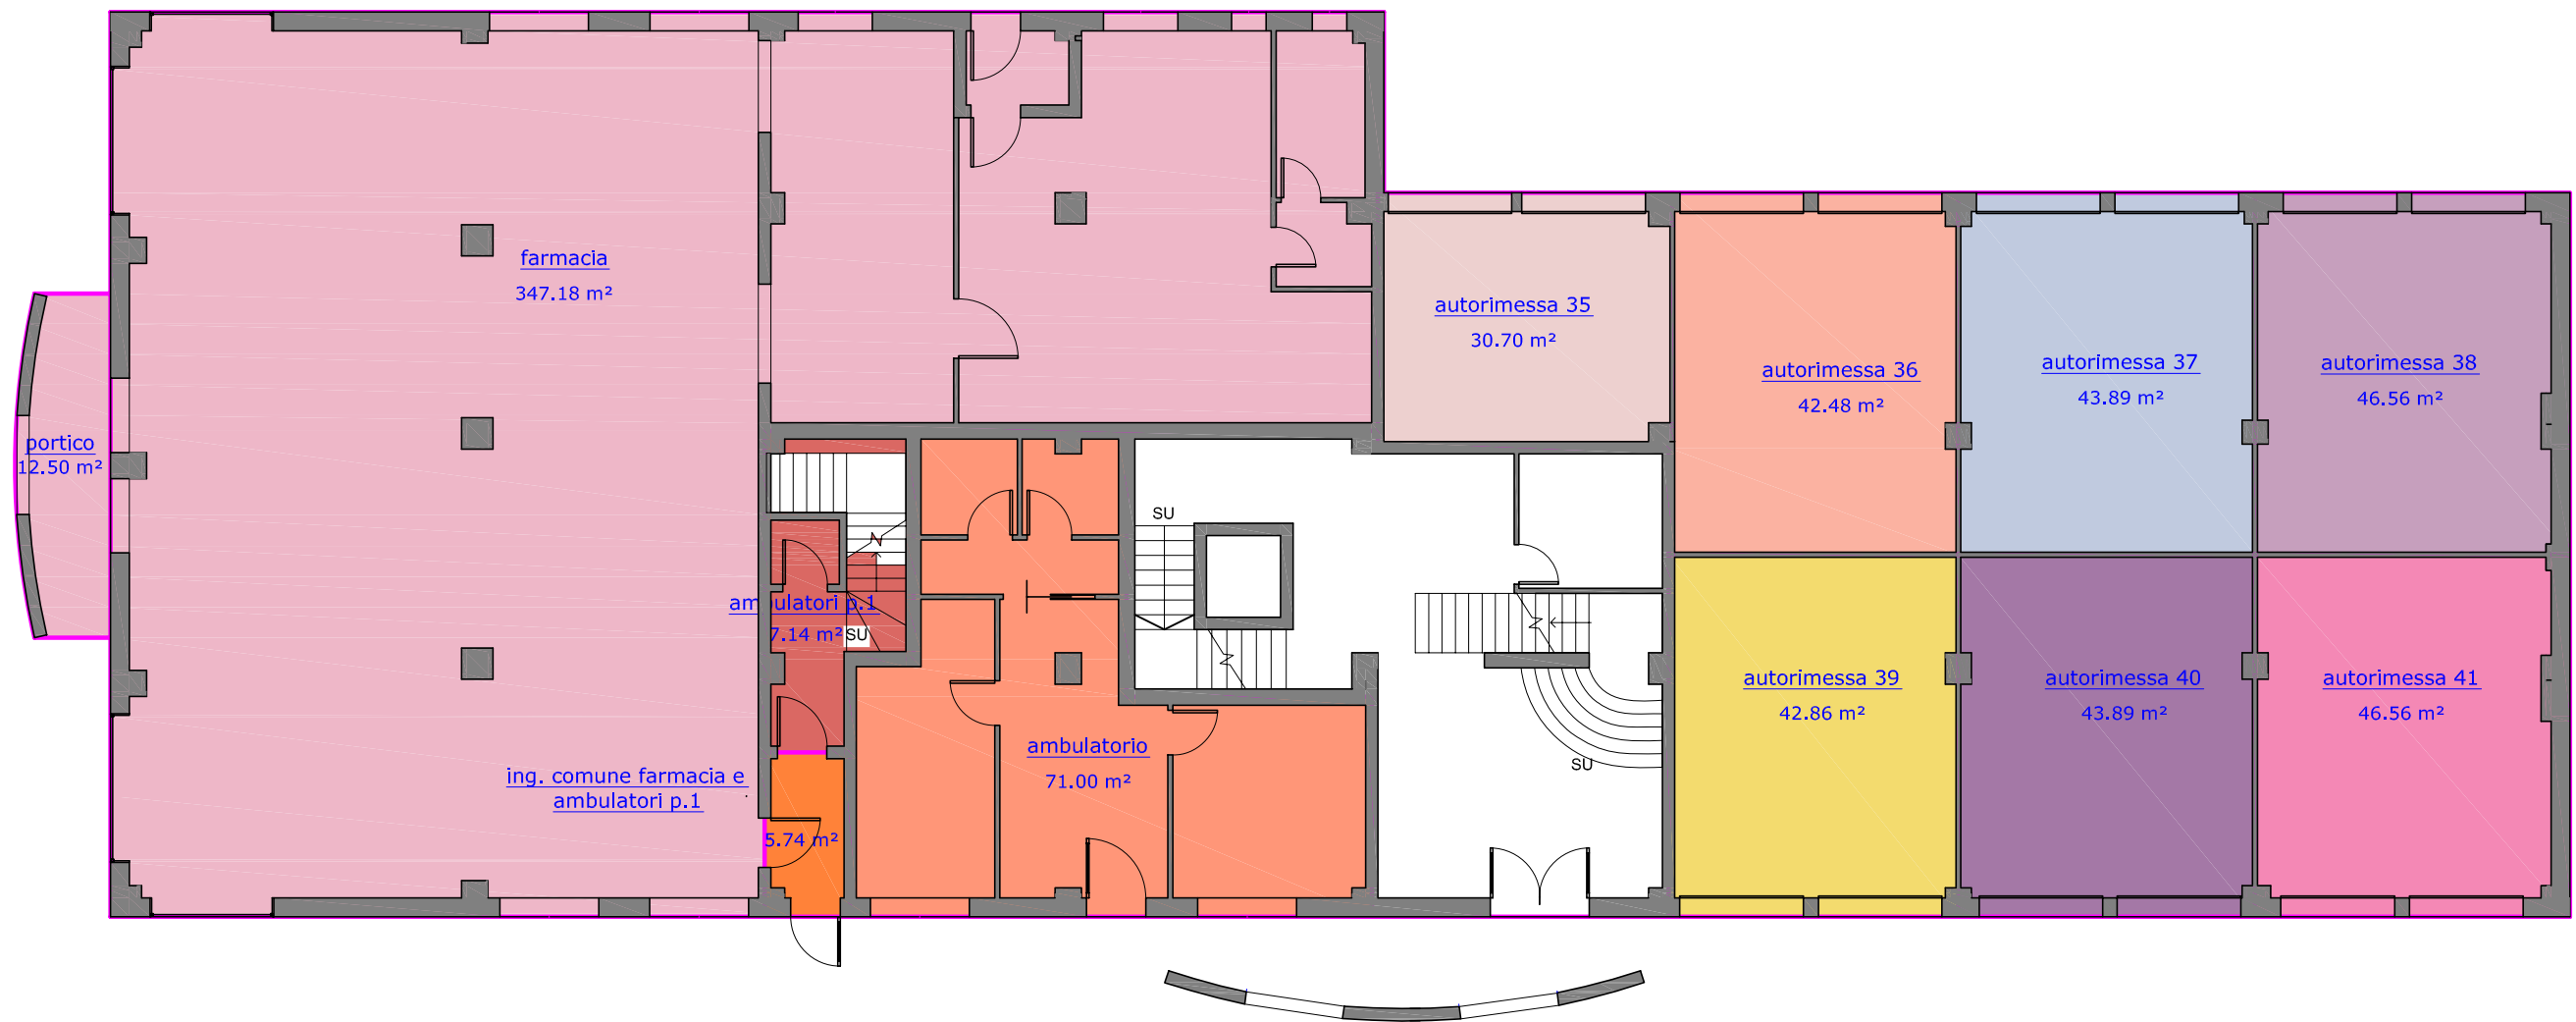 farmacia
347.18 m²
portico
12.50 m²
autorimessa 35
30.70 m²
autorimessa 36
42.48 m²
autorimessa 37
43.89 m²
autorimessa 38
46.56 m²
SU
ambulatori p.1
7.14 m²
SU
autorimessa 39
42.86 m²
autorimessa 40
43.89 m²
autorimessa 41
46.56 m²
ambulatorio
71.00 m²
SU
ing. comune farmacia e
ambulatori p.1
5.74 m²